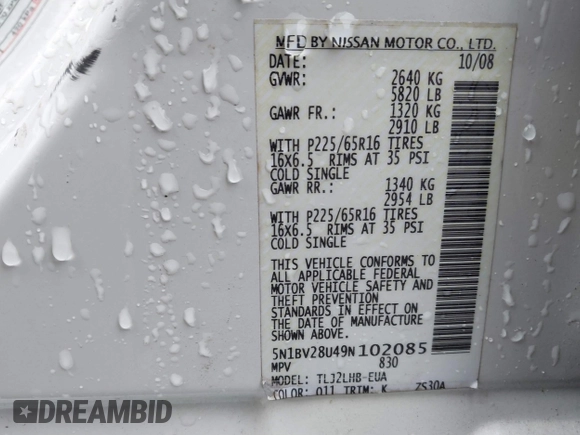 MFD BY NISSAN MOTOR CO., LTD.
DATE: 10/08
GVWR: 2640 KG
5820 LB
GAWR FR.: 1320 KG
2910 LB
WITH P225/65R16 TIRES
16X6.5 RIMS AT 35 PSI
COLD SINGLE
GAWR RR.: 1340 KG
2954 LB
WITH P225/65R16 TIRES
16X6.5 RIMS AT 35 PSI
COLD SINGLE
THIS VEHICLE CONFORMS TO
ALL APPLICABLE FEDERAL
MOTOR VEHICLE SAFETY AND
THEFT PREVENTION
STANDARDS IN EFFECT ON
THE DATE OF MANUFACTURE
SHOWN ABOVE.
5N1BV28U49N102085
MPV 830
MODEL: TLJ2LHB-EUA
COLOR: Q11 TRIM: K ZS30A
REBID AUTO